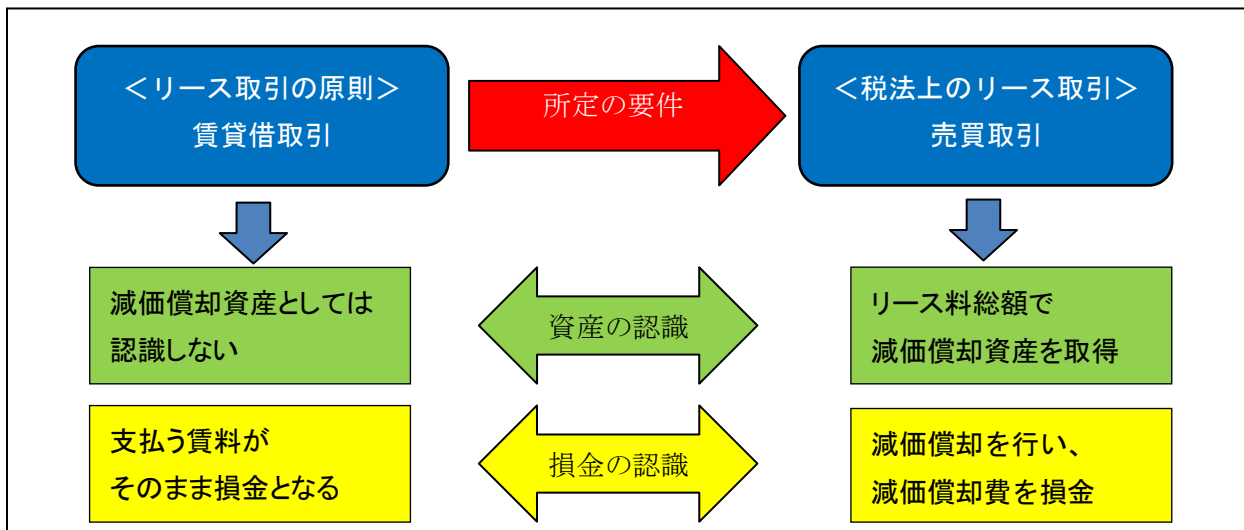 <リース取引の原則>
賃貸借取引
所定の要件
<税法上のリース取引>
売買取引
減価償却資産としては
認識しない
資産の認識
リース料総額で
減価償却資産を取得
支払う賃料が
そのまま損金となる
損金の認識
減価償却を行い、
減価償却費を損金